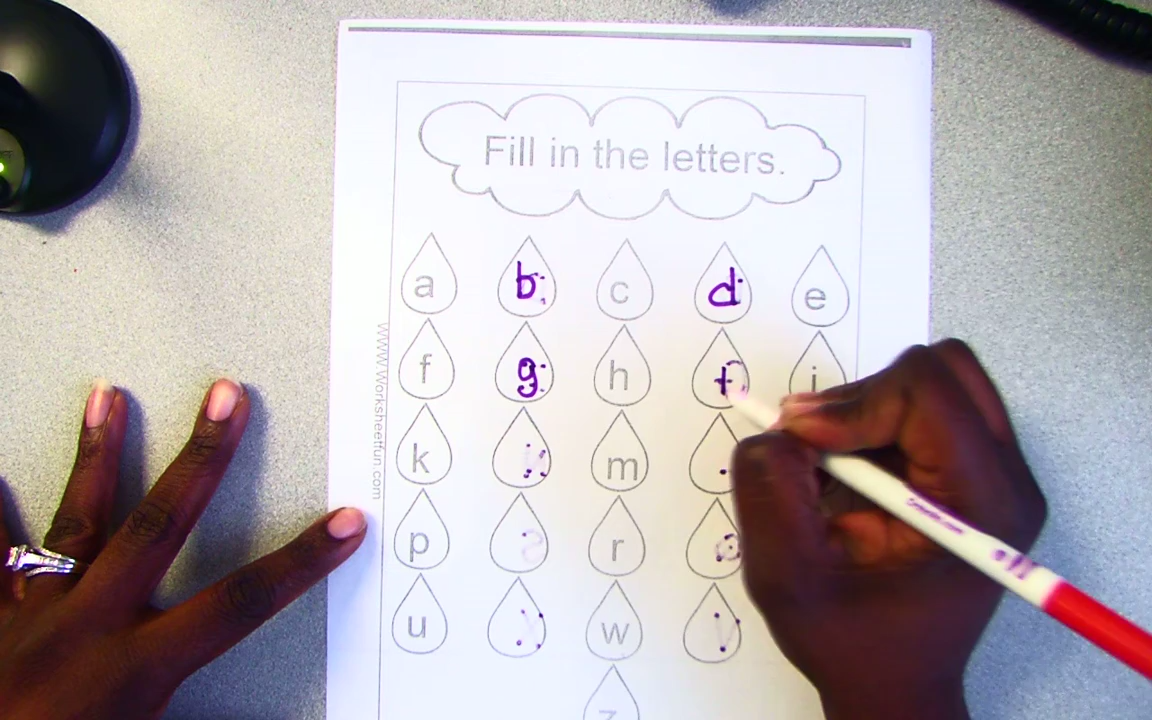 Fill in the letters.
a b c d e
f g h i
k m
p r
u w
z
www.Worksheetfun.com